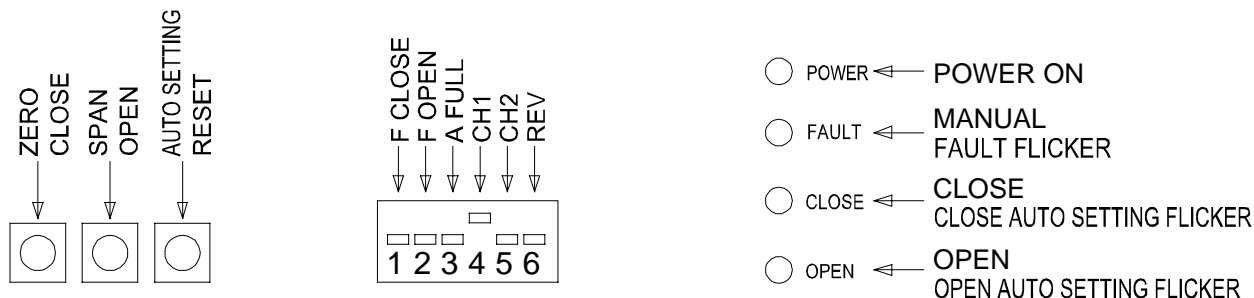 ZERO
CLOSE
SPAN
OPEN
AUTO SETTING
RESET
F CLOSE
F OPEN
A FULL
CH1
CH2
REV
1 2 3 4 5 6
POWER POWER ON
FAULT MANUAL
FAULT FLICKER
CLOSE CLOSE
CLOSE AUTO SETTING FLICKER
OPEN OPEN
OPEN AUTO SETTING FLICKER